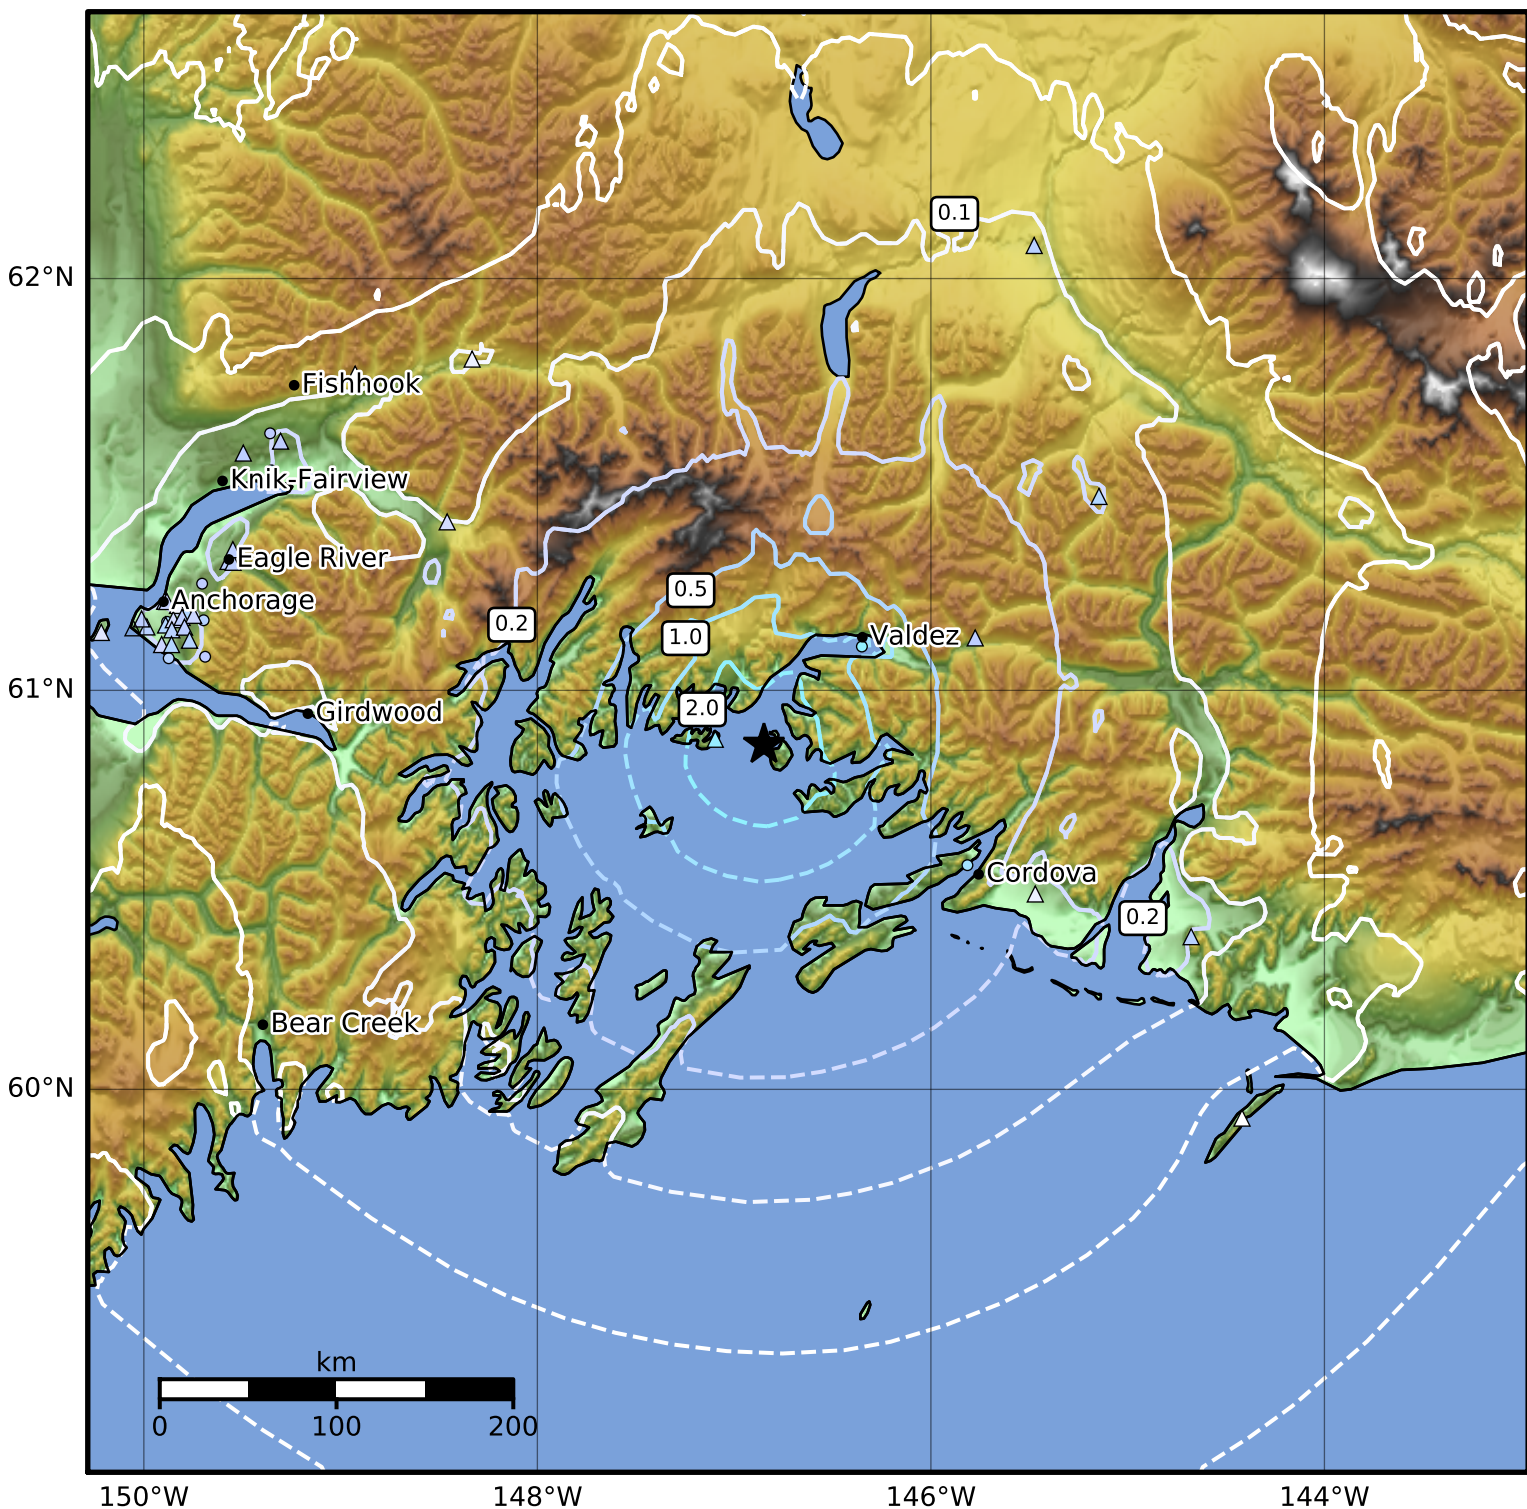 0.1
62°N
Fishhook
Knik-Fairview
Eagle River
0.5
Anchorage
0.2
1.0
Valdez
61°N
2.0
Girdwood
Cordova
0.2
Bear Creek
60°N
km
0 100 200
150°W 148°W 146°W 144°W